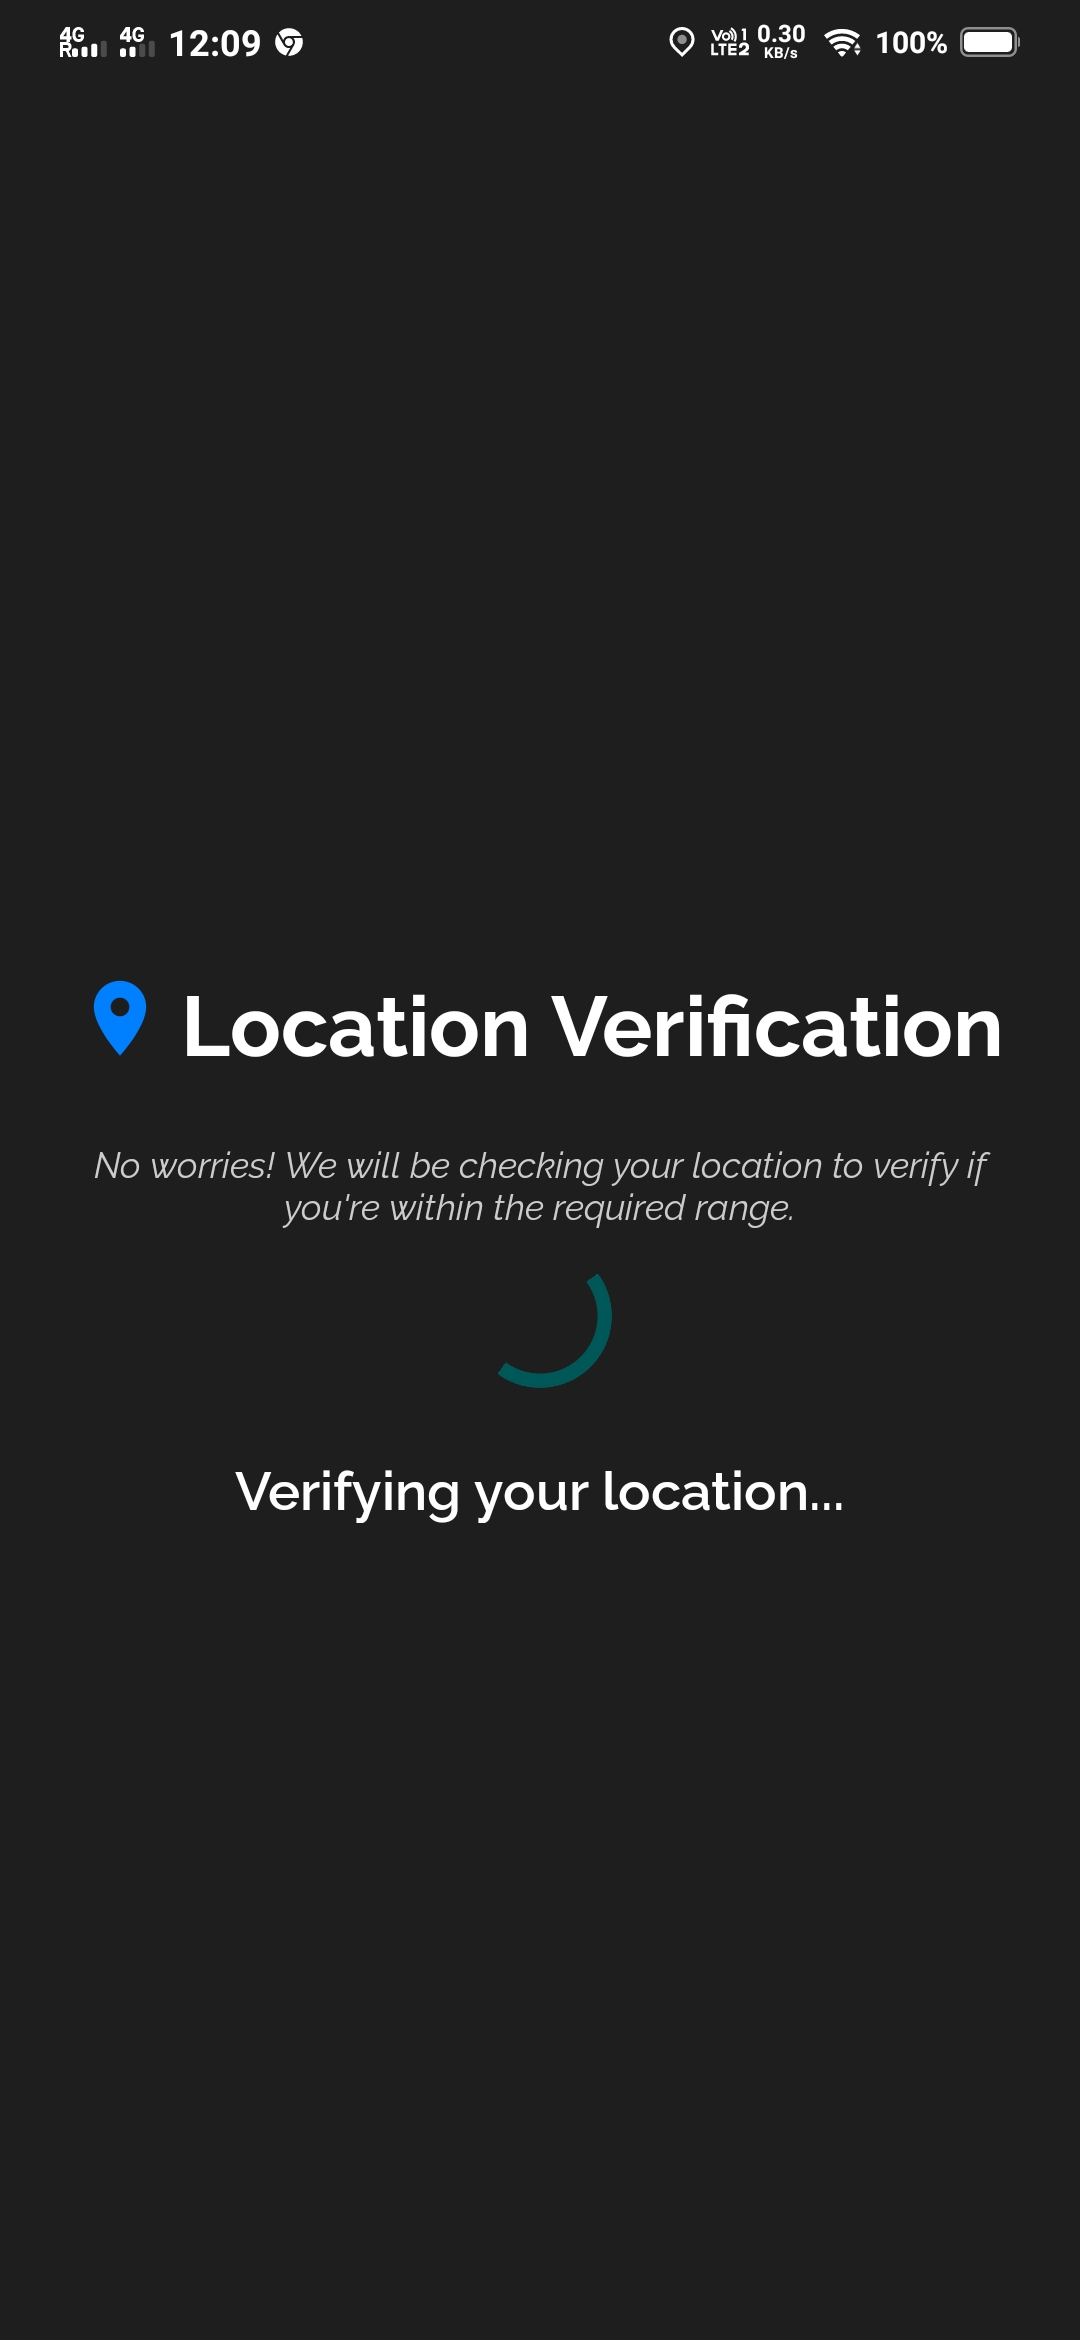 4G R 4G 12:09 Vo) 1 LTE2 0.30 KB/s 100%
Location Verification
No worries! We will be checking your location to verify if
you're within the required range.
Verifying your location...